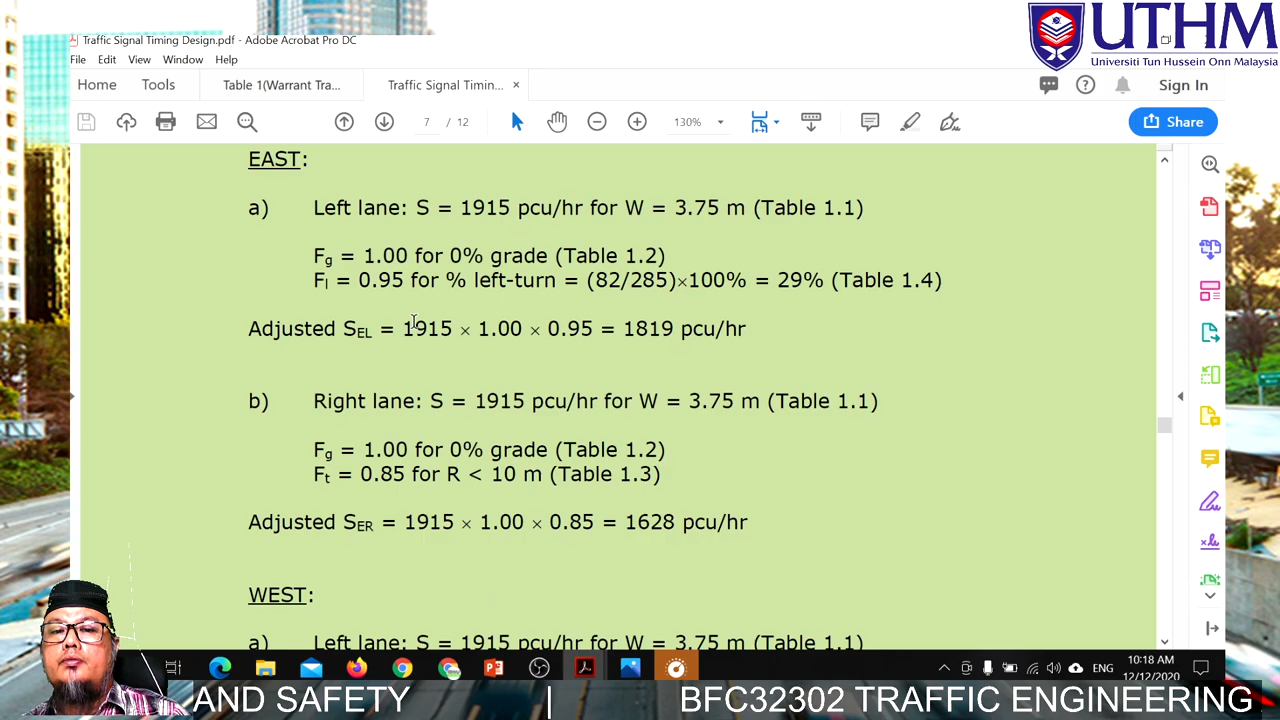 Traffic Signal Timing Design.pdf - Adobe Acrobat Pro DC
UTHM
Universiti Tun Hussein Onn Malaysia
File Edit View Window Help
Home Tools Table 1(Warrant Tra... Traffic Signal Timin... × Sign In
7 / 12 130% Share
EAST:
a) Left lane: S = 1915 pcu/hr for W = 3.75 m (Table 1.1)
Fg = 1.00 for 0% grade (Table 1.2)
Fl = 0.95 for % left-turn = (82/285)×100% = 29% (Table 1.4)
Adjusted SEL = 1915 × 1.00 × 0.95 = 1819 pcu/hr
b) Right lane: S = 1915 pcu/hr for W = 3.75 m (Table 1.1)
Fg = 1.00 for 0% grade (Table 1.2)
Ft = 0.85 for R < 10 m (Table 1.3)
Adjusted SER = 1915 × 1.00 × 0.85 = 1628 pcu/hr
WEST:
a) Left lane: S = 1915 pcu/hr for W = 3.75 m (Table 1.1)
ENG 10:18 AM
12/12/2020
AND SAFETY | BFC32302 TRAFFIC ENGINEERING